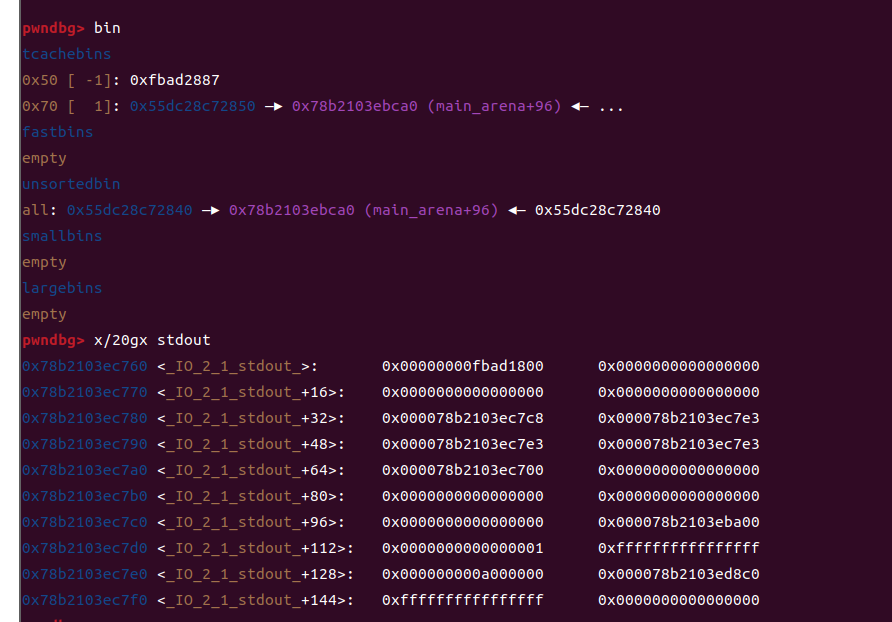 pwndbg> bin
tcachebins
0x50 [ -1]: 0xfbad2887
0x70 [  1]: 0x55dc28c72850 —▸ 0x78b2103ebca0 (main_arena+96) ◂— ...
fastbins
empty
unsortedbin
all: 0x55dc28c72840 —▸ 0x78b2103ebca0 (main_arena+96) ◂— 0x55dc28c72840
smallbins
empty
largebins
empty
pwndbg> x/20gx stdout
0x78b2103ec760 <_IO_2_1_stdout_>:	0x00000000fbad1800	0x0000000000000000
0x78b2103ec770 <_IO_2_1_stdout_+16>:	0x0000000000000000	0x0000000000000000
0x78b2103ec780 <_IO_2_1_stdout_+32>:	0x000078b2103ec7c8	0x000078b2103ec7e3
0x78b2103ec790 <_IO_2_1_stdout_+48>:	0x000078b2103ec7e3	0x000078b2103ec7e3
0x78b2103ec7a0 <_IO_2_1_stdout_+64>:	0x000078b2103ec700	0x0000000000000000
0x78b2103ec7b0 <_IO_2_1_stdout_+80>:	0x0000000000000000	0x0000000000000000
0x78b2103ec7c0 <_IO_2_1_stdout_+96>:	0x0000000000000000	0x000078b2103eba00
0x78b2103ec7d0 <_IO_2_1_stdout_+112>:	0x0000000000000001	0xffffffffffffffff
0x78b2103ec7e0 <_IO_2_1_stdout_+128>:	0x000000000a000000	0x000078b2103ed8c0
0x78b2103ec7f0 <_IO_2_1_stdout_+144>:	0xffffffffffffffff	0x0000000000000000